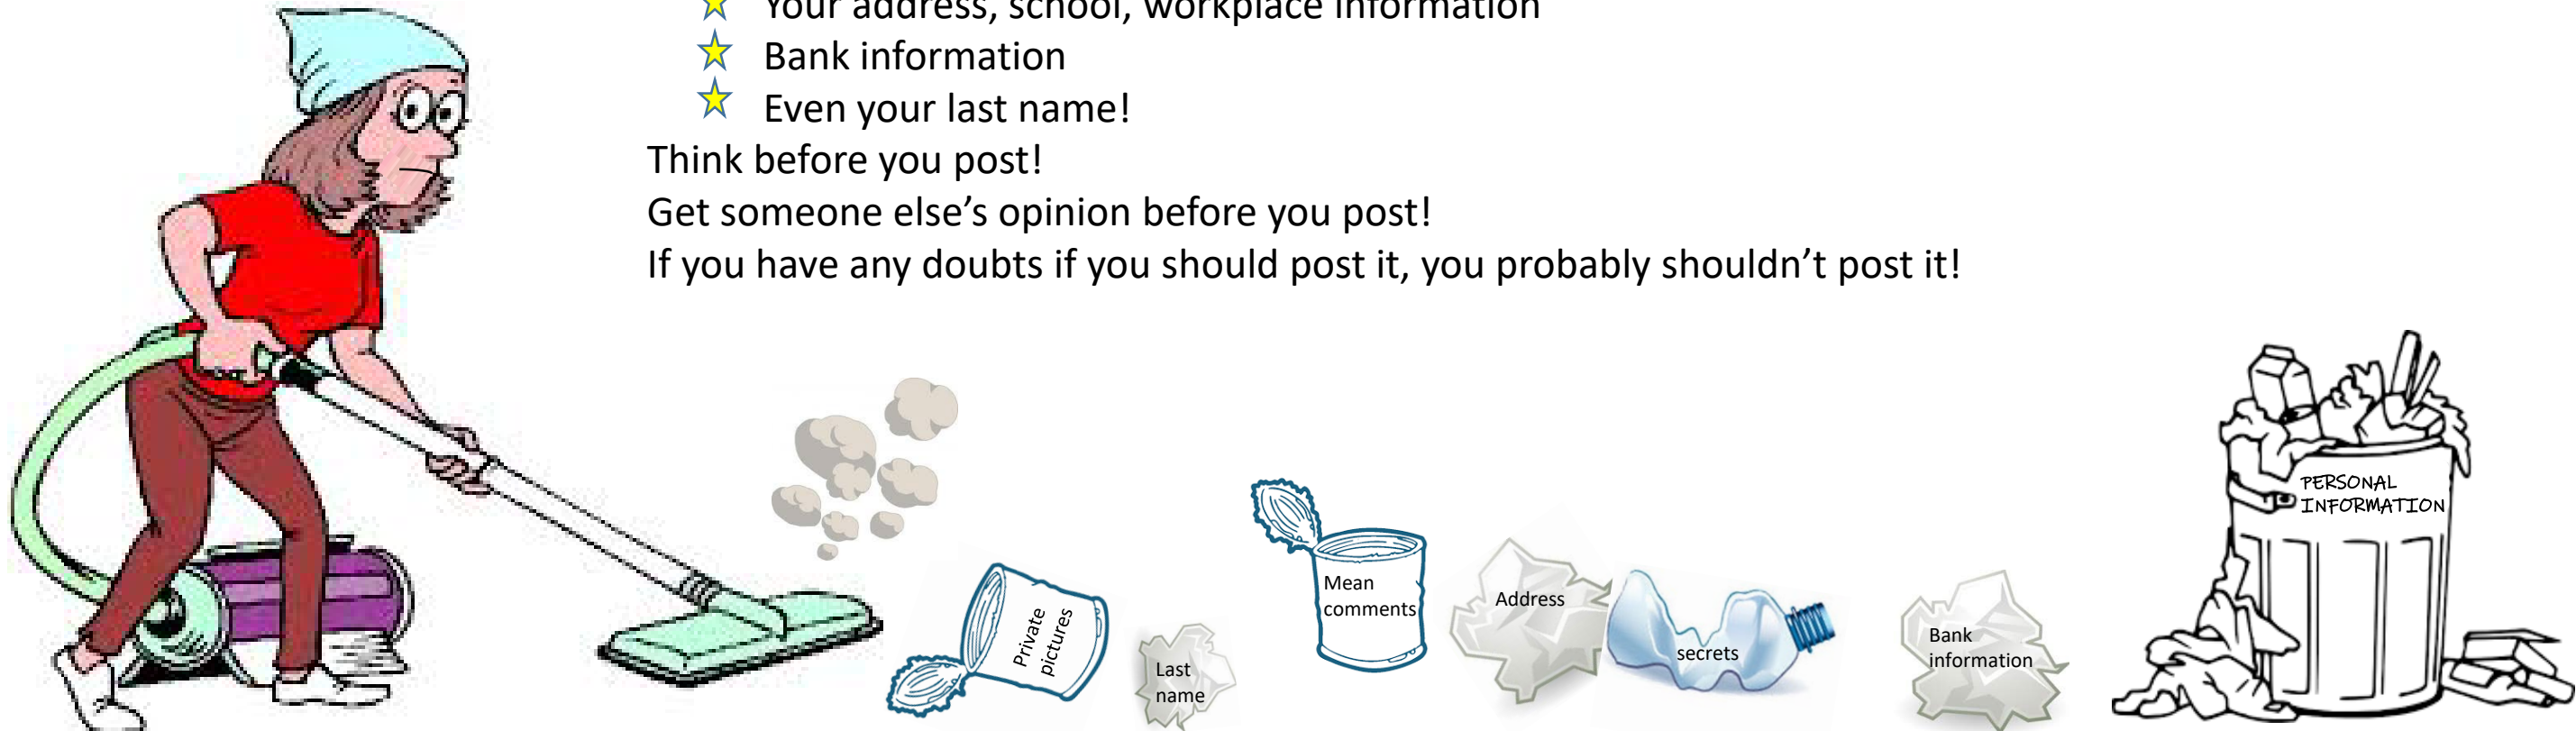 Your address, school, workplace information
Bank information
Even your last name!
Think before you post!
Get someone else’s opinion before you post!
If you have any doubts if you should post it, you probably shouldn’t post it!
PERSONAL
INFORMATION
Mean
comments
Address
Private
pictures
Last
name
secrets
Bank
information